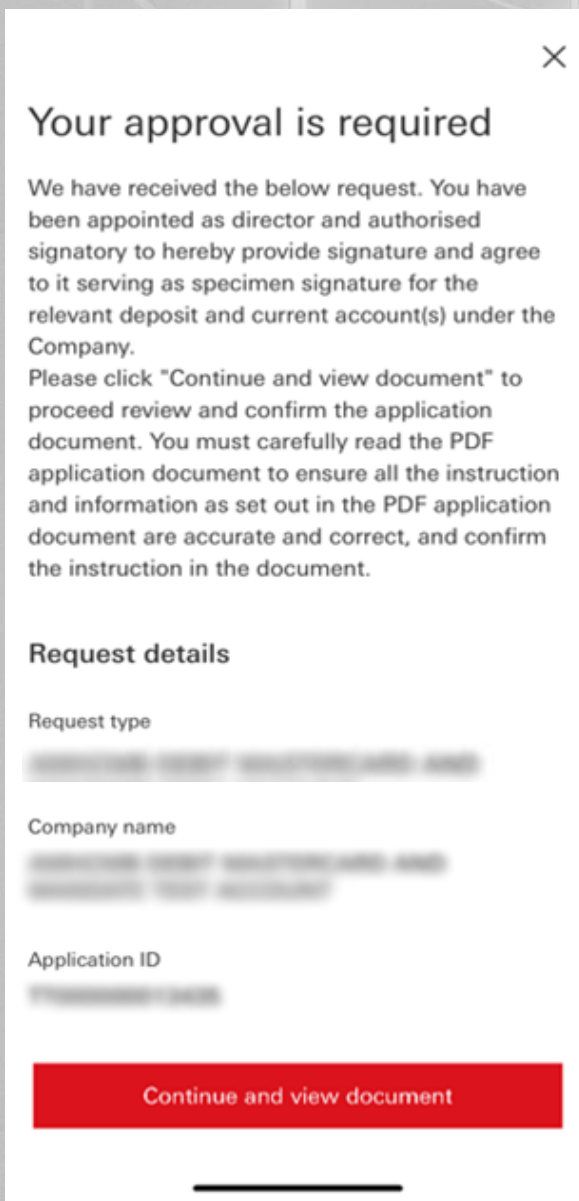 Your approval is required
We have received the below request. You have
been appointed as director and authorised
signatory to hereby provide signature and agree
to it serving as specimen signature for the
relevant deposit and current account(s) under the
Company.
Please click "Continue and view document" to
proceed review and confirm the application
document. You must carefully read the PDF
application document to ensure all the instruction
and information as set out in the PDF application
document are accurate and correct, and confirm
the instruction in the document.
Request details
Request type
Company name
Application ID
Continue and view document